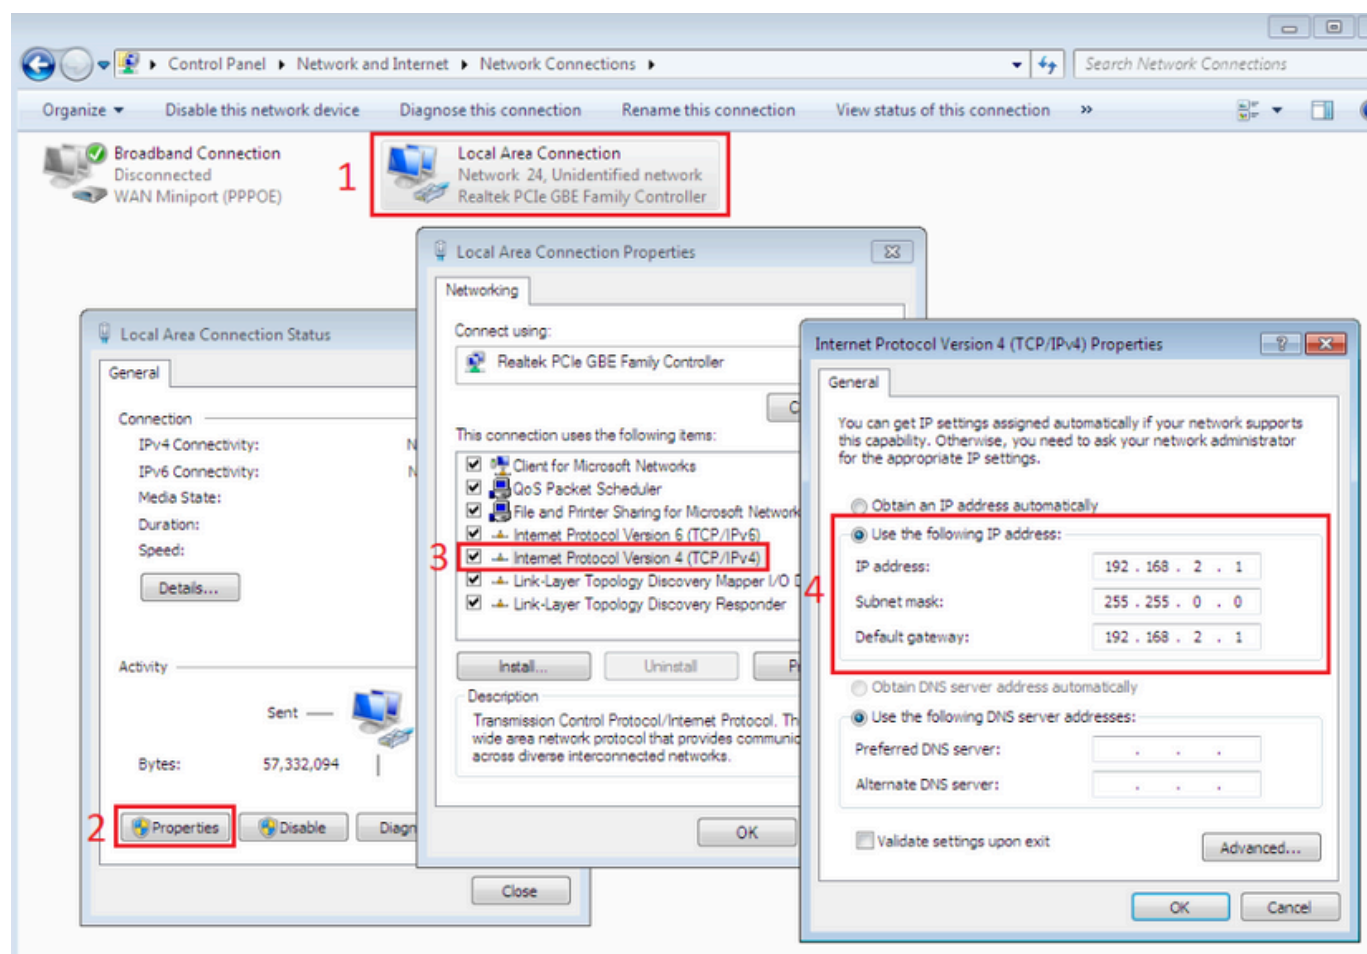 Control Panel Network and Internet Network Connections
Search Network Connections
Organize Disable this network device Diagnose this connection Rename this connection View status of this connection »
Broadband Connection
Disconnected
WAN Miniport (PPPOE)
1
Local Area Connection
Network 24, Unidentified network
Realtek PCIe GBE Family Controller
Local Area Connection Status
General
Connection
IPv4 Connectivity: N
IPv6 Connectivity: N
Media State:
Duration:
Speed:
Details...
Activity
Sent
Bytes: 57,332,094
2
Properties Disable Diagn
Close
Local Area Connection Properties
Networking
Connect using:
Realtek PCIe GBE Family Controller
C
This connection uses the following items:
Client for Microsoft Networks
QoS Packet Scheduler
File and Printer Sharing for Microsoft Network
Internet Protocol Version 6 (TCP/IPv6)
3
Internet Protocol Version 4 (TCP/IPv4)
Link-Layer Topology Discovery Mapper I/O D
Link-Layer Topology Discovery Responder
Install... Uninstall P
Description
Transmission Control Protocol/Internet Protocol. Th
wide area network protocol that provides communic
across diverse interconnected networks.
OK
Internet Protocol Version 4 (TCP/IPv4) Properties
General
You can get IP settings assigned automatically if your network supports
this capability. Otherwise, you need to ask your network administrator
for the appropriate IP settings.
Obtain an IP address automatically
4
Use the following IP address:
IP address: 192 . 168 . 2 . 1
Subnet mask: 255 . 255 . 0 . 0
Default gateway: 192 . 168 . 2 . 1
Obtain DNS server address automatically
Use the following DNS server addresses:
Preferred DNS server: . . .
Alternate DNS server: . . .
Validate settings upon exit
Advanced...
OK Cancel